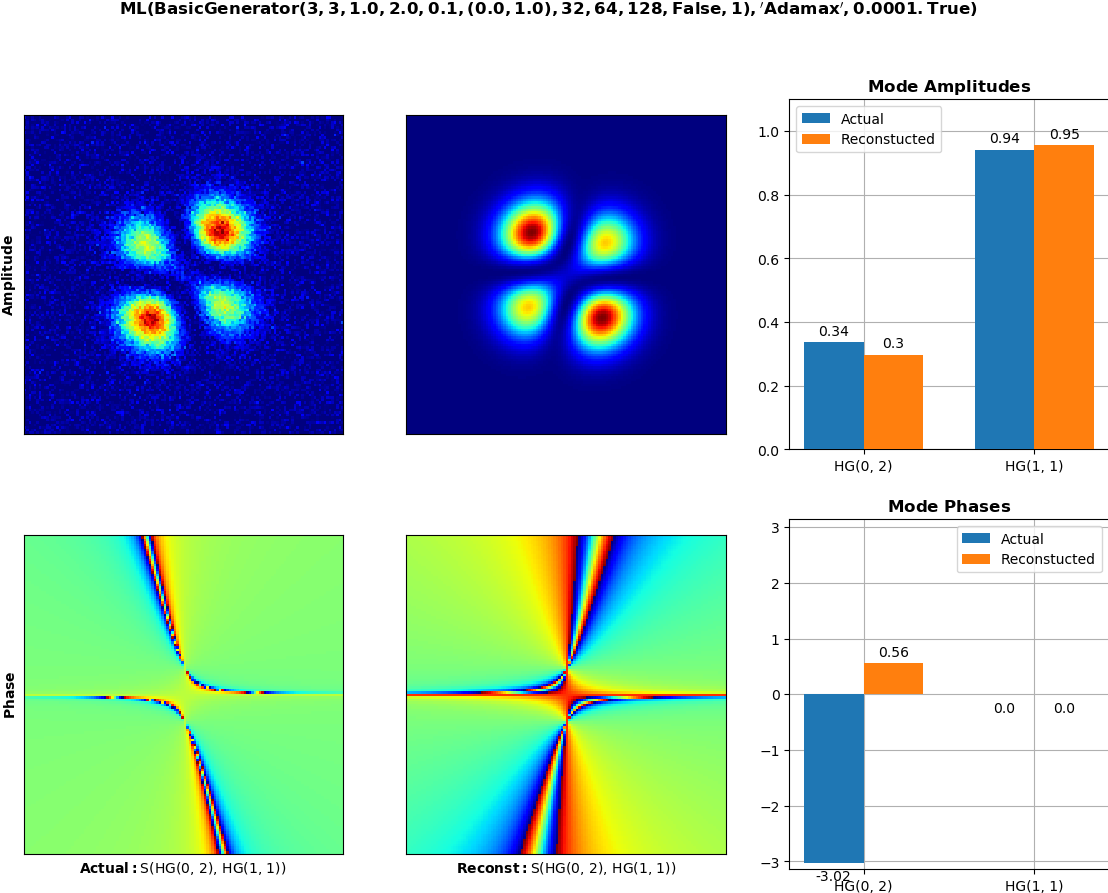 ML(BasicGenerator(3, 3, 1.0, 2.0, 0.1, (0.0, 1.0), 32, 64, 128, False, 1), ′Adamax′, 0.0001. True)
Amplitude
Mode Amplitudes
Actual
Reconstucted
1.0
0.8
0.6
0.4
0.2
0.0
0.34
0.3
0.94
0.95
HG(0, 2)
HG(1, 1)
Phase
Actual: S(HG(0, 2), HG(1, 1))
Reconst: S(HG(0, 2), HG(1, 1))
Mode Phases
Actual
Reconstucted
3
2
1
0
−1
−2
−3
-3.02
0.56
0.0
0.0
HG(0, 2)
HG(1, 1)